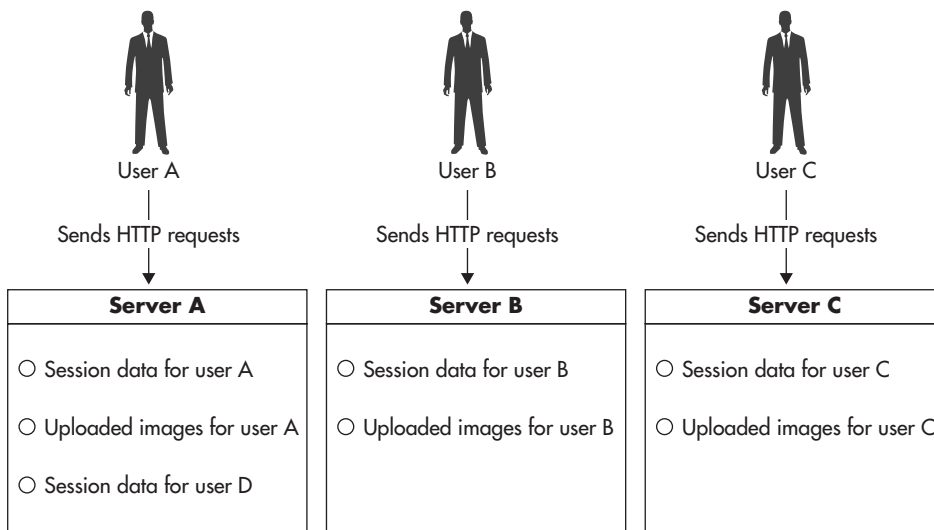 User A
User B
User C
Sends HTTP requests
Sends HTTP requests
Sends HTTP requests
Server A
Session data for user A
Uploaded images for user A
Session data for user D
Server B
Session data for user B
Uploaded images for user B
Server C
Session data for user C
Uploaded images for user C